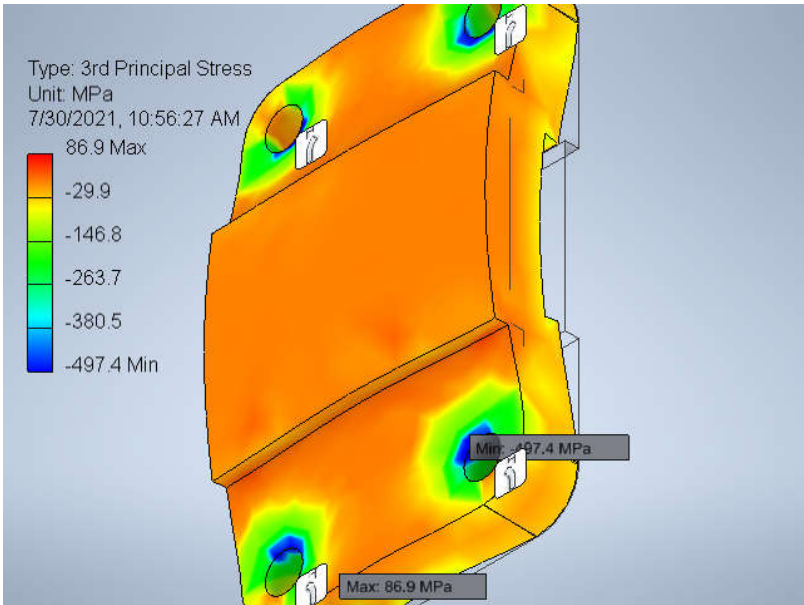 Type: 3rd Principal Stress
Unit: MPa
7/30/2021, 10:56:27 AM
86.9 Max
-29.9
-146.8
-263.7
-380.5
-497.4 Min
Min: -497.4 MPa
Max: 86.9 MPa